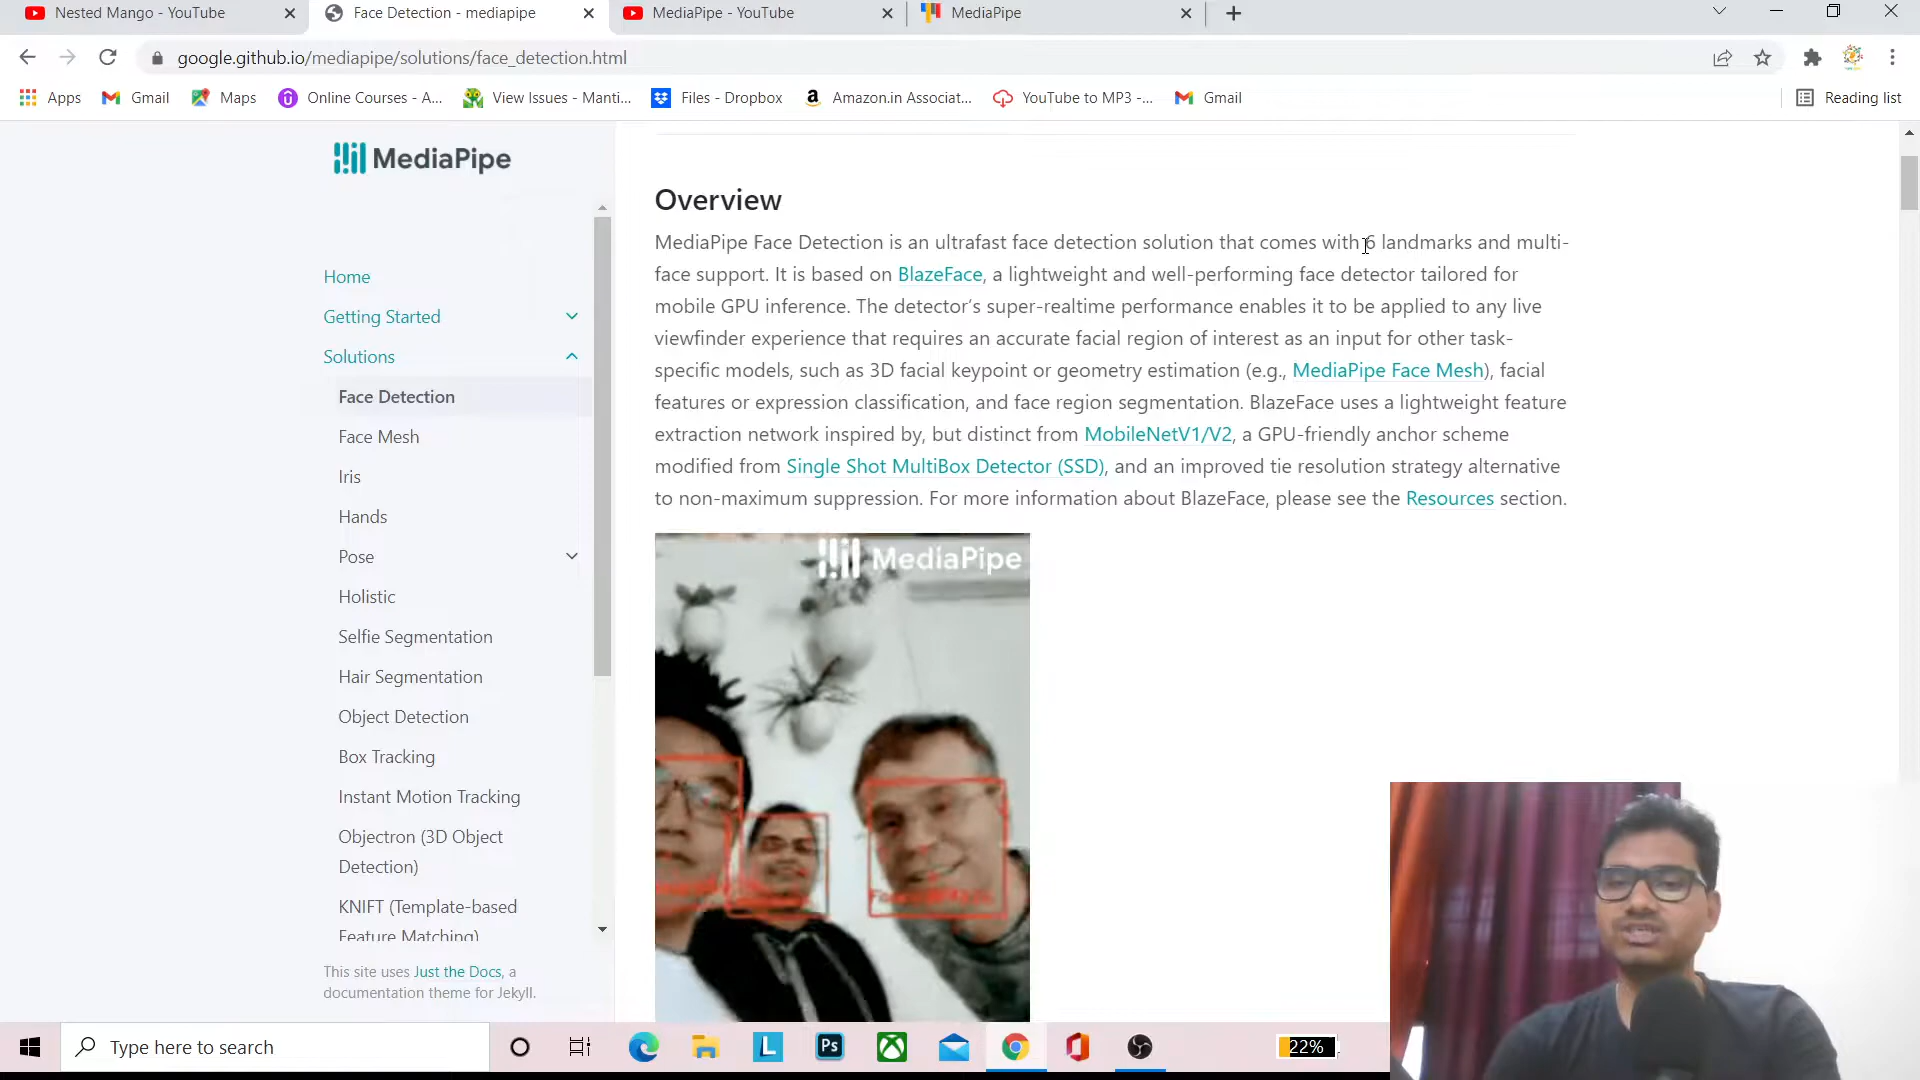 Nested Mango - YouTube
Face Detection - mediapipe
MediaPipe - YouTube
MediaPipe
google.github.io/mediapipe/solutions/face_detection.html
Apps
Gmail
Maps
Online Courses - A...
View Issues - Manti...
Files - Dropbox
Amazon.in Associat...
YouTube to MP3 -...
Gmail
Reading list
MediaPipe
Home
Getting Started
Solutions
Face Detection
Face Mesh
Iris
Hands
Pose
Holistic
Selfie Segmentation
Hair Segmentation
Object Detection
Box Tracking
Instant Motion Tracking
Objectron (3D Object
Detection)
KNIFT (Template-based
Feature Matching)
This site uses Just the Docs, a
documentation theme for Jekyll.
Overview
MediaPipe Face Detection is an ultrafast face detection solution that comes with 6 landmarks and multi-
face support. It is based on BlazeFace, a lightweight and well-performing face detector tailored for
mobile GPU inference. The detector's super-realtime performance enables it to be applied to any live
viewfinder experience that requires an accurate facial region of interest as an input for other task-
specific models, such as 3D facial keypoint or geometry estimation (e.g., MediaPipe Face Mesh), facial
features or expression classification, and face region segmentation. BlazeFace uses a lightweight feature
extraction network inspired by, but distinct from MobileNetV1/V2, a GPU-friendly anchor scheme
modified from Single Shot MultiBox Detector (SSD), and an improved tie resolution strategy alternative
to non-maximum suppression. For more information about BlazeFace, please see the Resources section.
MediaPipe
Type here to search
L
Ps
22%